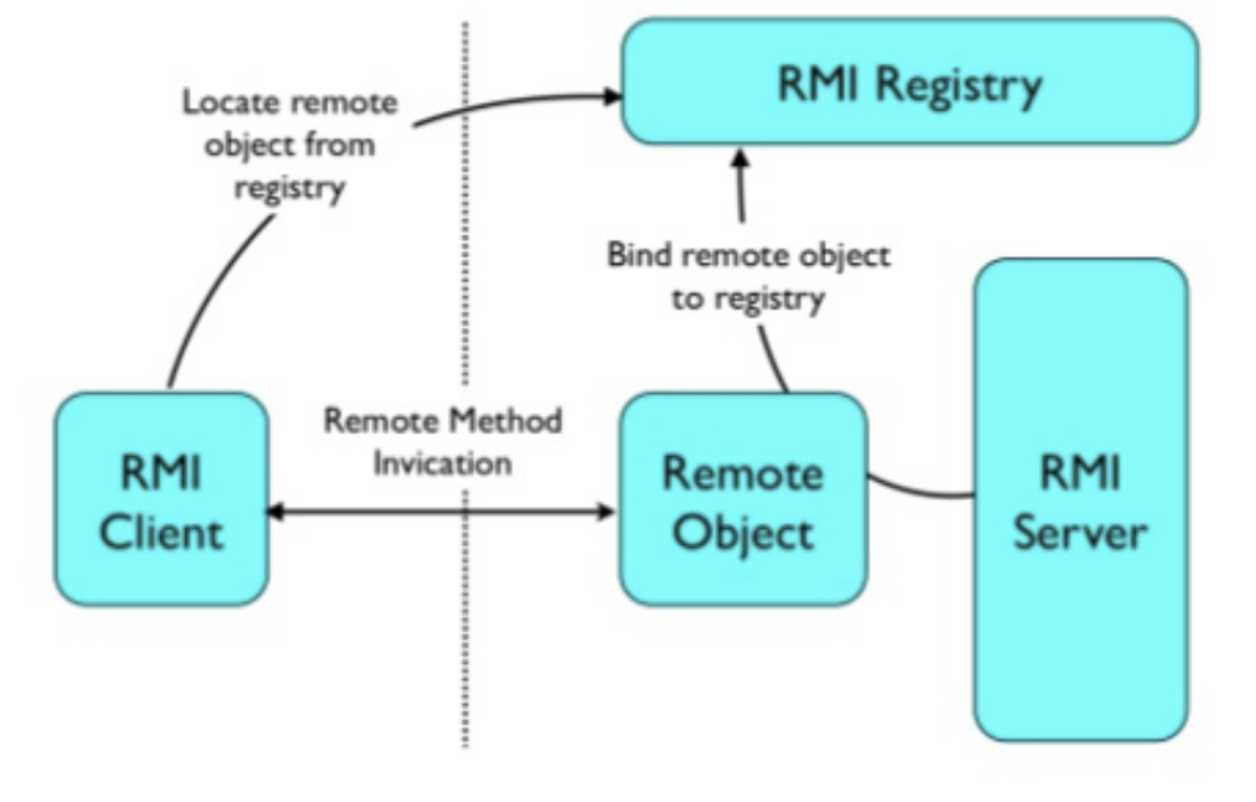 RMI Registry
Locate remote
object from
registry
Bind remote object
to registry
Remote Method
Invication
RMI
Client
Remote
Object
RMI
Server